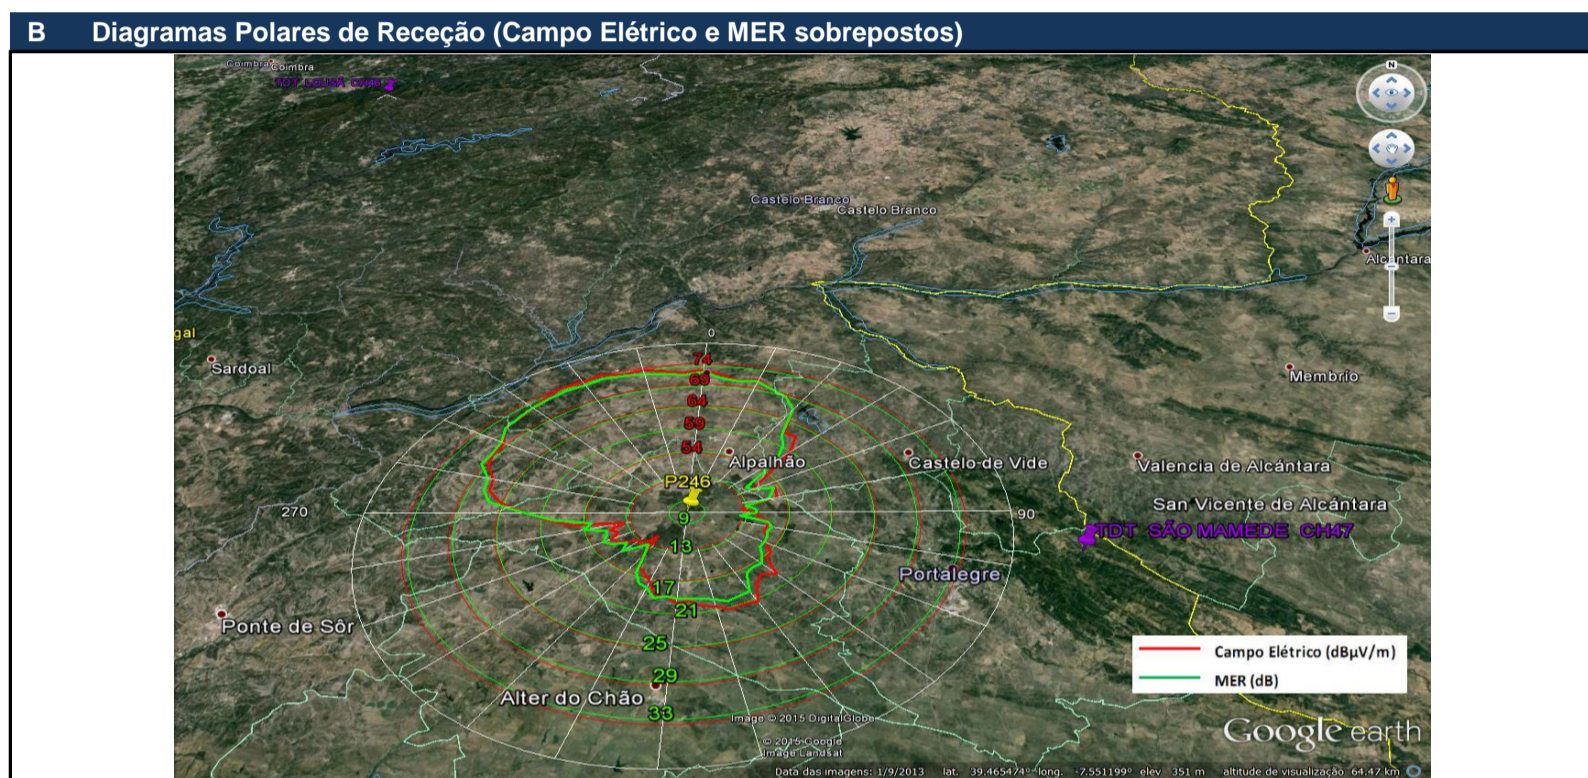 B Diagramas Polares de Receção (Campo Elétrico e MER sobrepostos)
Coimbra Coimbra
TDT LOUSÃ CH46
N
Castelo Branco
Castelo Branco
Alcántara
gal
Sardoal
0
74
69
64
59
54
Membrío
Alpalhão
Castelo de Vide
Valencia de Alcántara
P246
San Vicente de Alcántara
270
9
90
TDT SÃO MAMEDE CH47
13
Portalegre
17
21
Ponte de Sôr
25
29
Alter do Chão
33
Campo Elétrico (dBµV/m)
MER (dB)
Image © 2015 DigitalGlobe
© 2015 Google
Image Landsat
Google earth
Data das imagens: 1/9/2013 lat. 39.465474° long. -7.551199° elev 351 m altitude de visualização 64.47 km